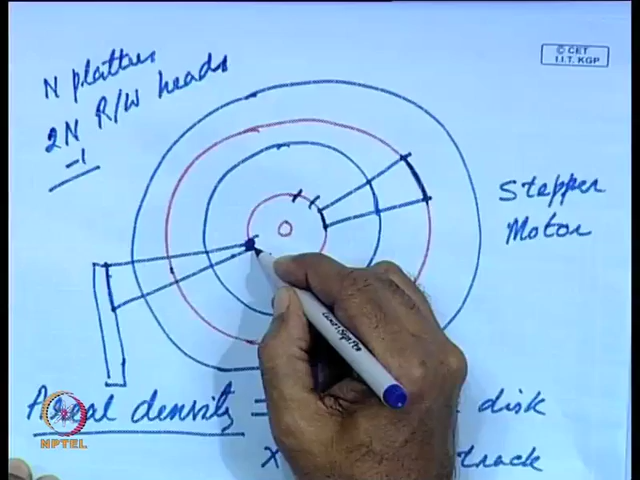 N platters
2N R/W heads
-1
© CET
I.I.T. KGP
Stepper
Motor
Areal density = disk
x track
NPTEL